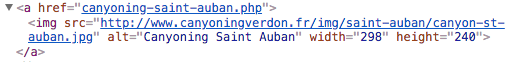 ▼<a href="canyoning-saint-auban.php">
<img src="http://www.canyoningverdon.fr/img/saint-auban/canyon-st-
auban.jpg" alt="Canyoning Saint Auban" width="298" height="240">
</a>